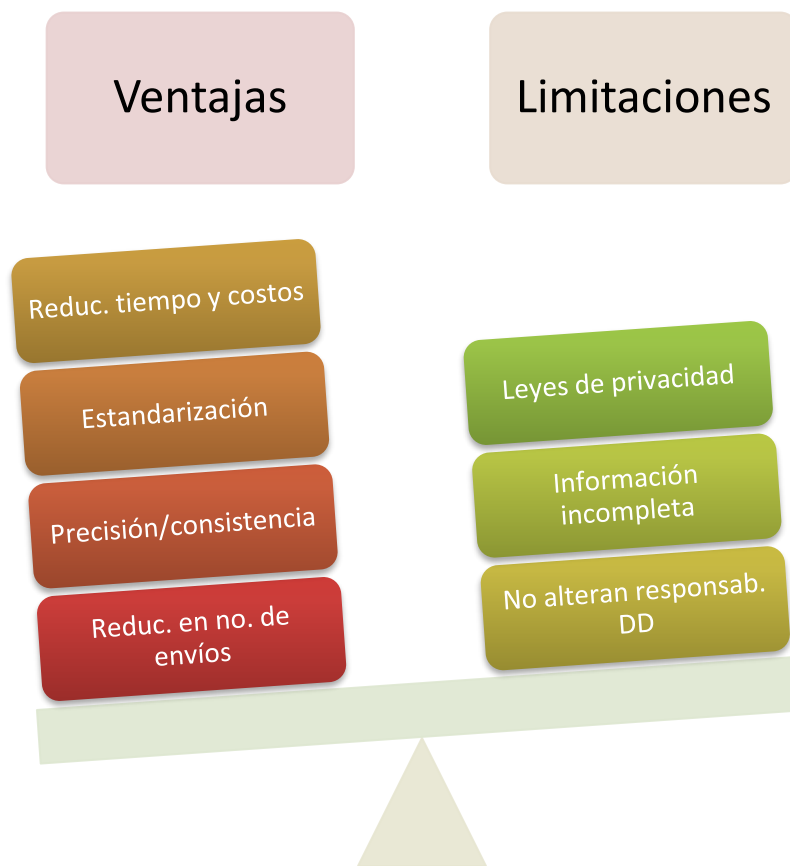 Ventajas
Limitaciones
Reduc. tiempo y costos
Estandarización
Precisión/consistencia
Reduc. en no. de
envíos
Leyes de privacidad
Información
incompleta
No alteran responsab.
DD